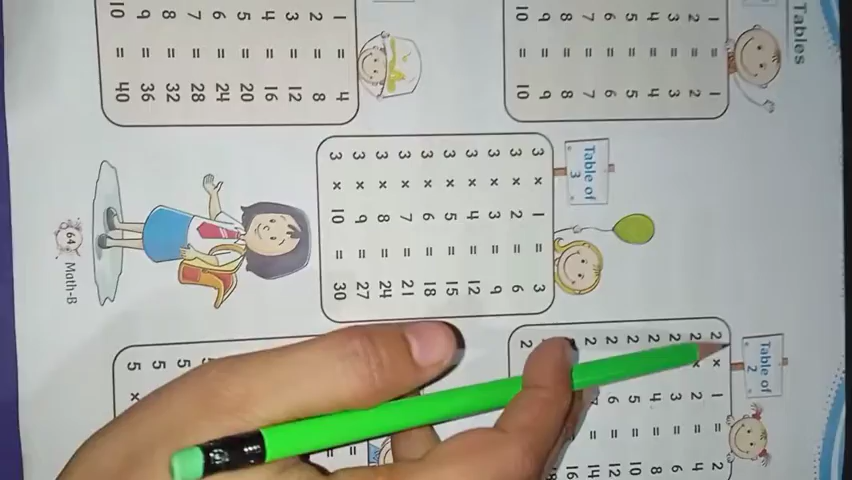 Tables
1 = 1
2 = 2
3 = 3
4 = 4
5 = 5
6 = 6
7 = 7
8 = 8
9 = 9
10 = 10
Table of
2
2 × 1 = 2
2 × 2 = 4
2 3 = 6
2 4 = 8
2 5 = 10
2 6 = 12
2 = 14
= 16
18
2
Table of
3
3 × 1 = 3
3 × 2 = 6
3 × 3 = 9
3 × 4 = 12
3 × 5 = 15
3 × 6 = 18
3 × 7 = 21
3 × 8 = 24
3 × 9 = 27
3 × 10 = 30
1 = 4
2 = 8
3 = 12
4 = 16
5 = 20
6 = 24
7 = 28
8 = 32
9 = 36
10 = 40
5
5
5 ×
64 Math-B